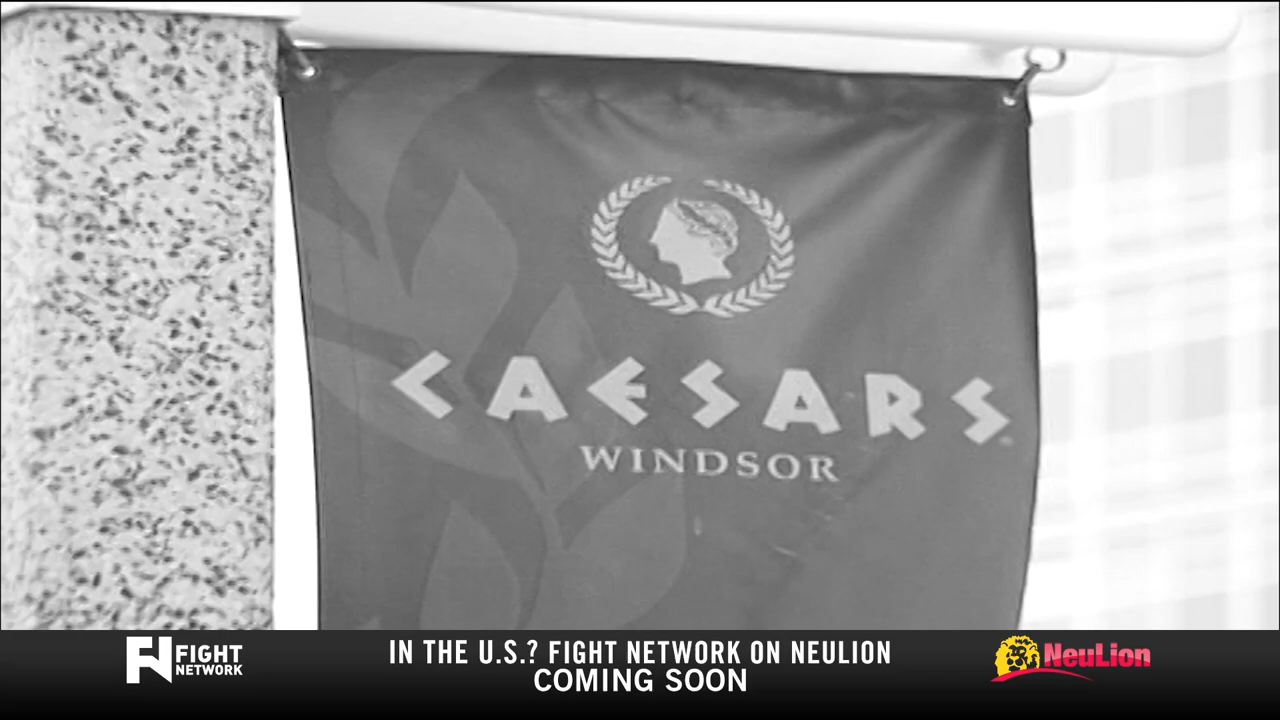 CAESARS
WINDSOR
FIGHT
NETWORK
IN THE U.S.? FIGHT NETWORK ON NEULION
COMING SOON
NeuLion